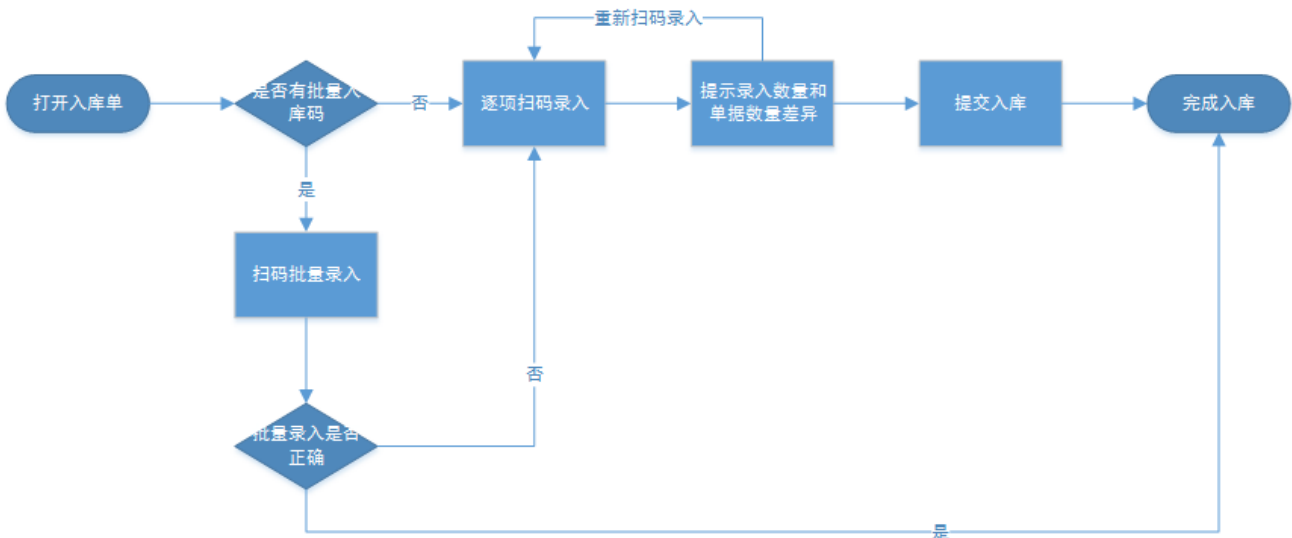 重新扫码录入
打开入库单
是否有批量入
库码
否
逐项扫码录入
提示录入数量和
单据数量差异
提交入库
完成入库
是
扫码批量录入
否
批量录入是否
正确
是